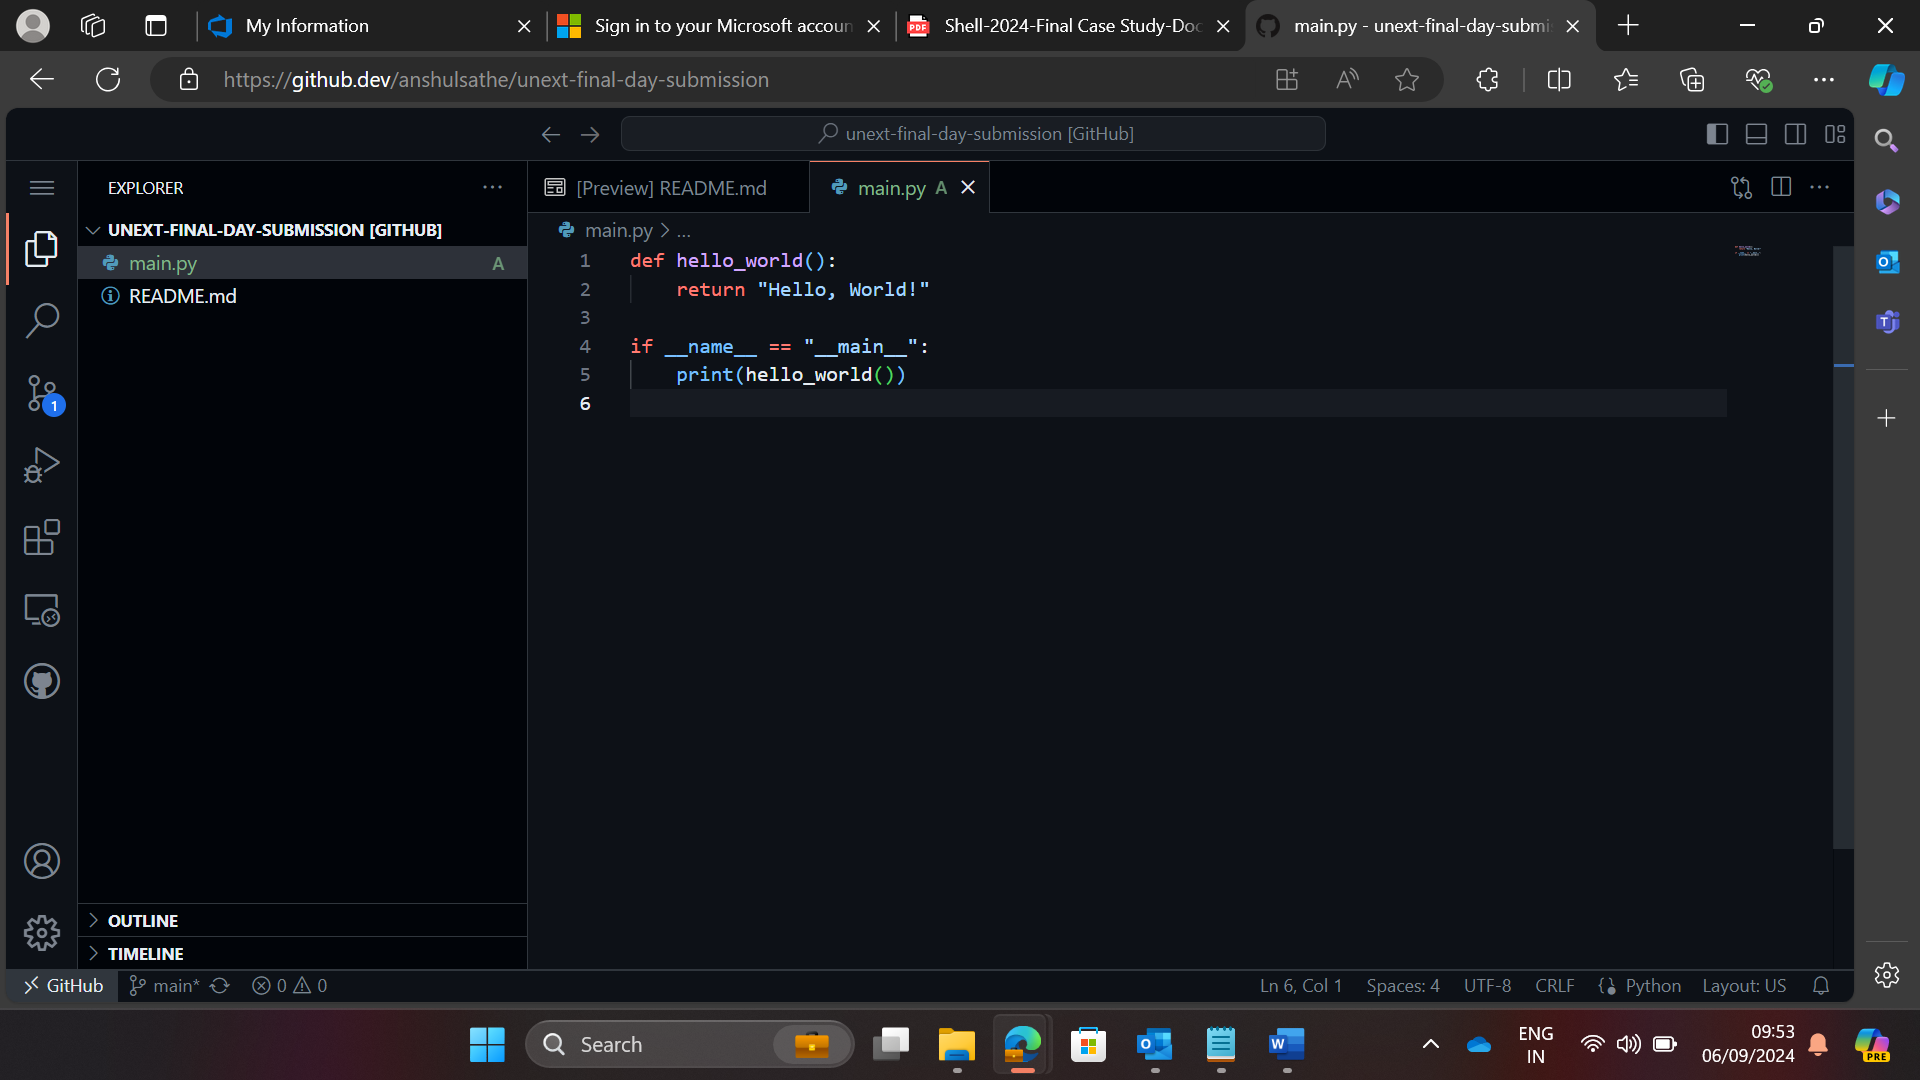 My Information
Sign in to your Microsoft accoun
Shell-2024-Final Case Study-Doc
main.py - unext-final-day-submi
https://github.dev/anshulsathe/unext-final-day-submission
unext-final-day-submission [GitHub]
EXPLORER
UNEXT-FINAL-DAY-SUBMISSION [GITHUB]
main.py A
README.md
[Preview] README.md
main.py A
main.py > ...
1 def hello_world():
2 return "Hello, World!"
3
4 if __name__ == "__main__":
5 print(hello_world())
6
1
OUTLINE
TIMELINE
GitHub main* 0 0
Ln 6, Col 1 Spaces: 4 UTF-8 CRLF Python Layout: US
Search
ENG
IN
09:53
06/09/2024
PRE